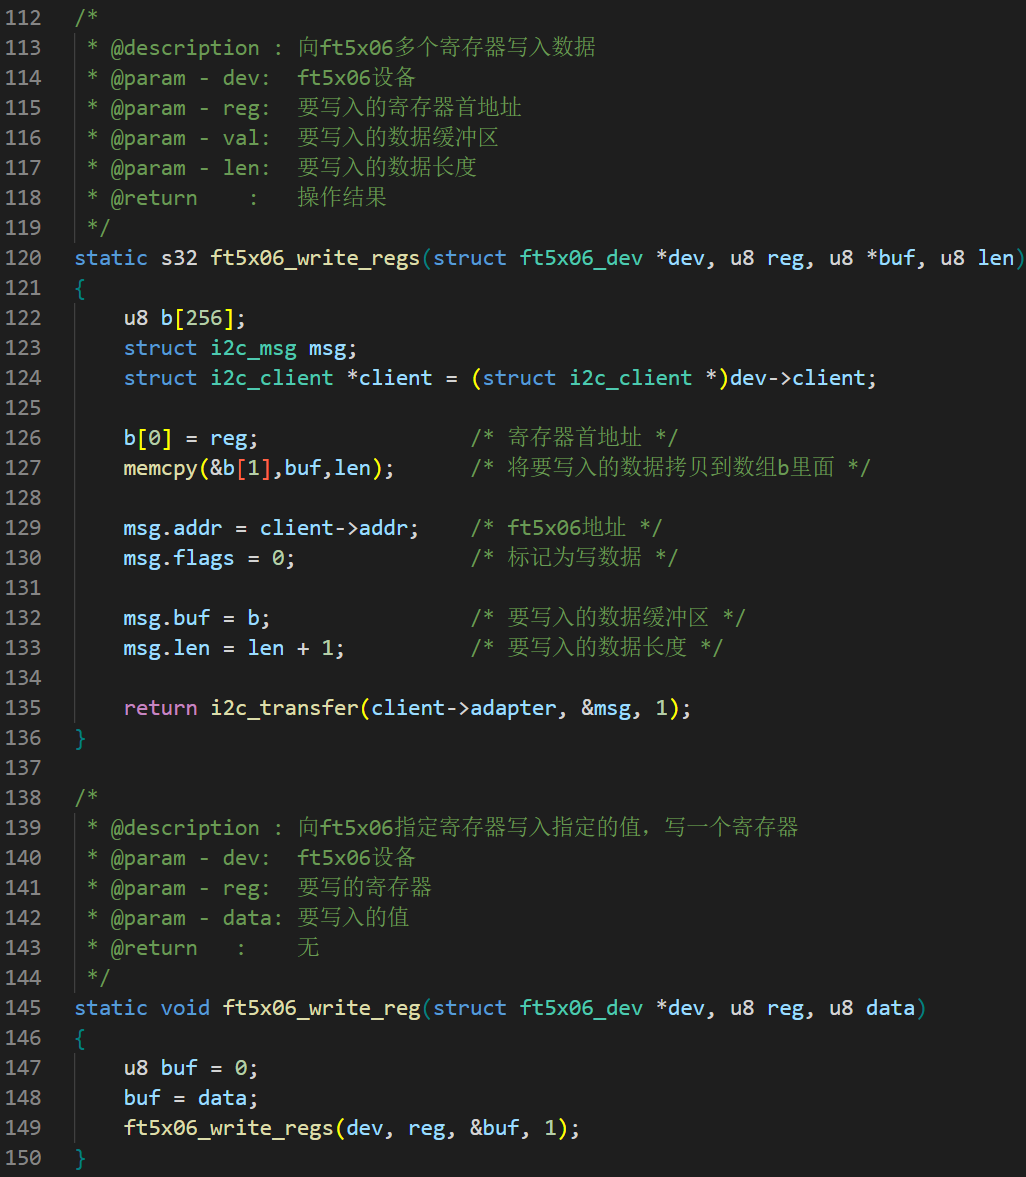 112 /*
113  * @description : 向ft5x06多个寄存器写入数据
114  * @param - dev:  ft5x06设备
115  * @param - reg:  要写入的寄存器首地址
116  * @param - val:  要写入的数据缓冲区
117  * @param - len:  要写入的数据长度
118  * @return    :   操作结果
119  */
120 static s32 ft5x06_write_regs(struct ft5x06_dev *dev, u8 reg, u8 *buf, u8 len)
121 {
122     u8 b[256];
123     struct i2c_msg msg;
124     struct i2c_client *client = (struct i2c_client *)dev->client;
125
126     b[0] = reg;                 /* 寄存器首地址 */
127     memcpy(&b[1],buf,len);      /* 将要写入的数据拷贝到数组b里面 */
128
129     msg.addr = client->addr;    /* ft5x06地址 */
130     msg.flags = 0;              /* 标记为写数据 */
131
132     msg.buf = b;                /* 要写入的数据缓冲区 */
133     msg.len = len + 1;          /* 要写入的数据长度 */
134
135     return i2c_transfer(client->adapter, &msg, 1);
136 }
137
138 /*
139  * @description : 向ft5x06指定寄存器写入指定的值，写一个寄存器
140  * @param - dev:  ft5x06设备
141  * @param - reg:  要写的寄存器
142  * @param - data: 要写入的值
143  * @return   :    无
144  */
145 static void ft5x06_write_reg(struct ft5x06_dev *dev, u8 reg, u8 data)
146 {
147     u8 buf = 0;
148     buf = data;
149     ft5x06_write_regs(dev, reg, &buf, 1);
150 }